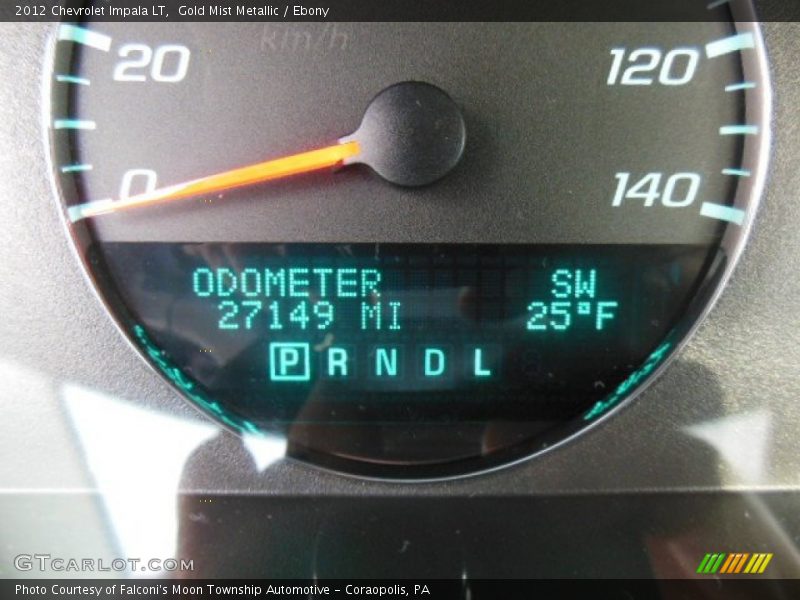 2012 Chevrolet Impala LT, Gold Mist Metallic / Ebony
km/h
20
120
0
140
ODOMETER SW
27149 MI 25°F
P R N D L
GTCARLOT.COM
Photo Courtesy of Falconi's Moon Township Automotive – Coraopolis, PA